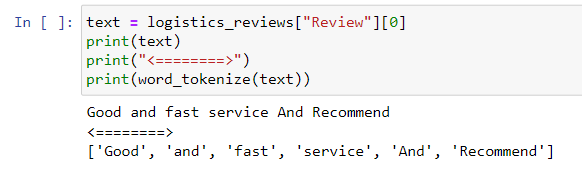 In [ ]: text = logistics_reviews["Review"][0]
print(text)
print("<========>")
print(word_tokenize(text))
Good and fast service And Recommend
<========>
['Good', 'and', 'fast', 'service', 'And', 'Recommend']